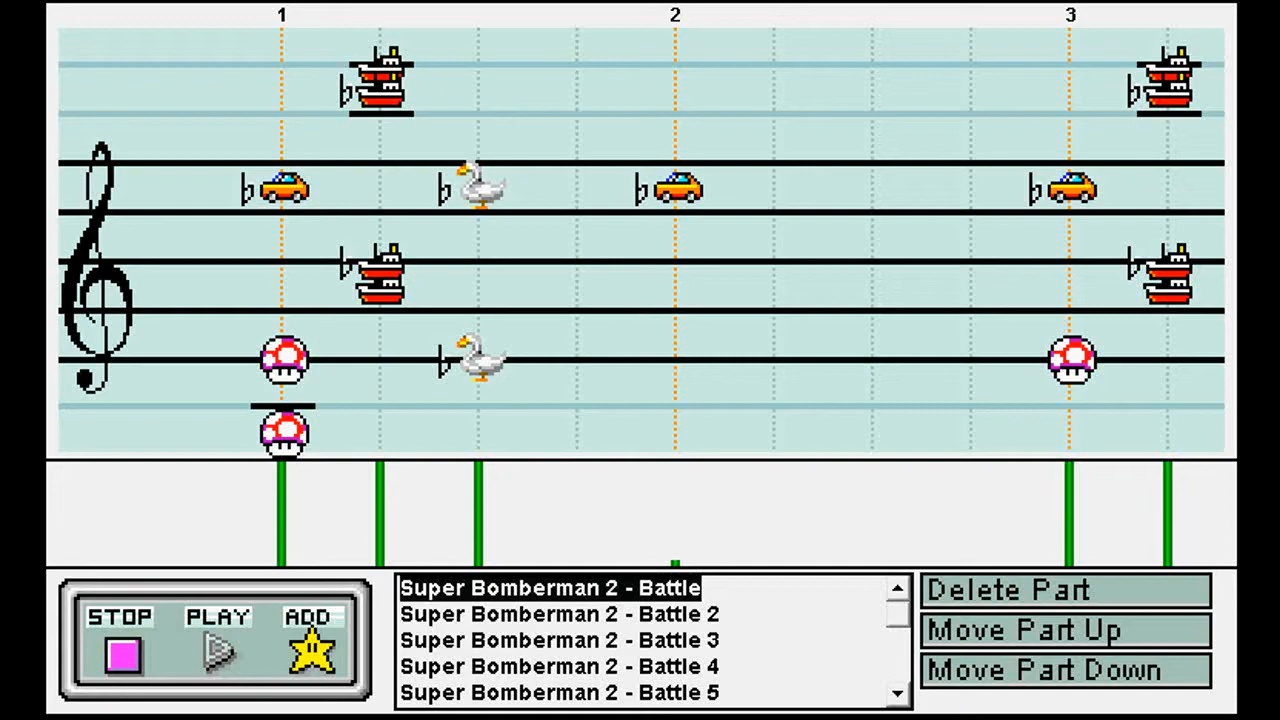 1 2 3
STOP PLAY ADD
Super Bomberman 2 - Battle
Super Bomberman 2 - Battle 2
Super Bomberman 2 - Battle 3
Super Bomberman 2 - Battle 4
Super Bomberman 2 - Battle 5
Delete Part
Move Part Up
Move Part Down